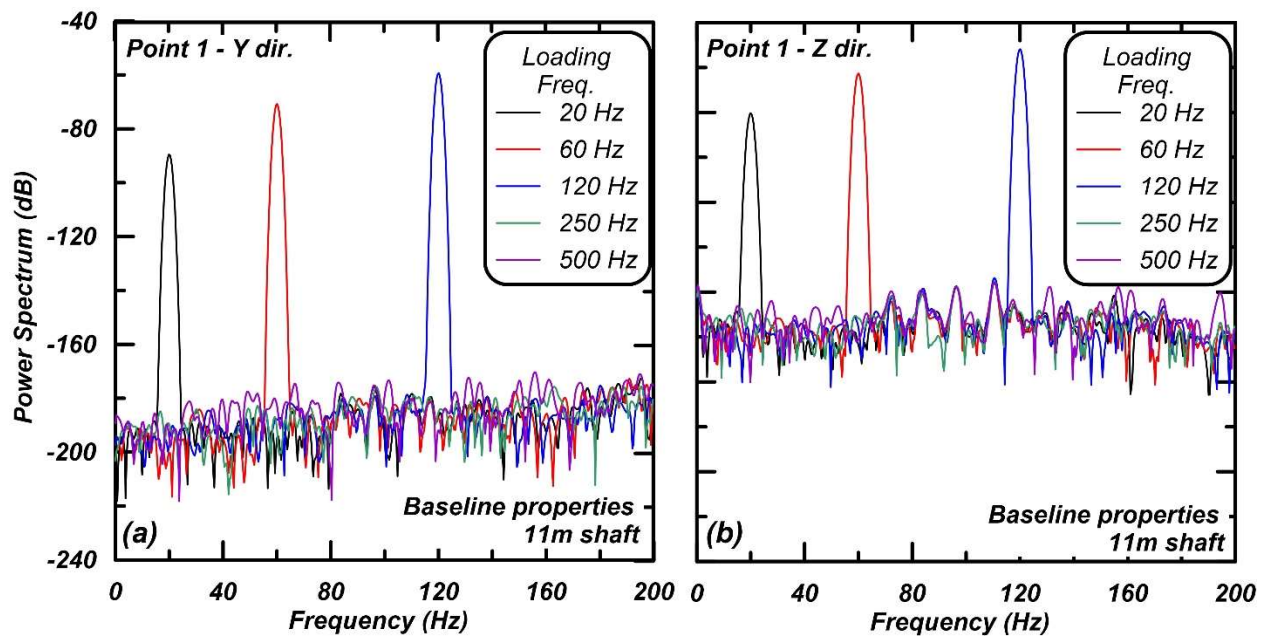 Point 1 - Y dir.
Loading
Freq.
20 Hz
60 Hz
120 Hz
250 Hz
500 Hz
Baseline properties
11m shaft
(a)
-40
-80
-120
-160
-200
-240
Power Spectrum (dB)
0 40 80 120 160 200
Frequency (Hz)
Point 1 - Z dir.
Loading
Freq.
20 Hz
60 Hz
120 Hz
250 Hz
500 Hz
Baseline properties
11m shaft
(b)
0 40 80 120 160 200
Frequency (Hz)